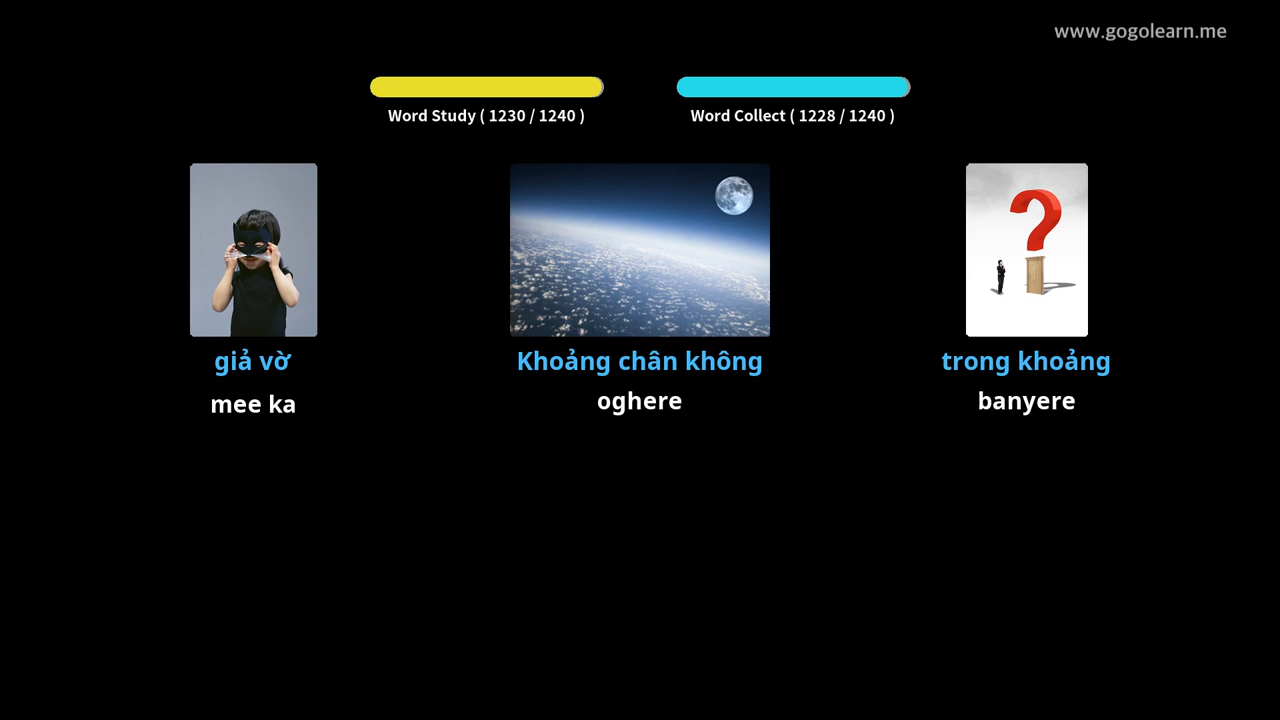 www.gogolearn.me
Word Study ( 1230 / 1240 )
Word Collect ( 1228 / 1240 )
giả vờ
mee ka
Khoảng chân không
oghere
trong khoảng
banyere